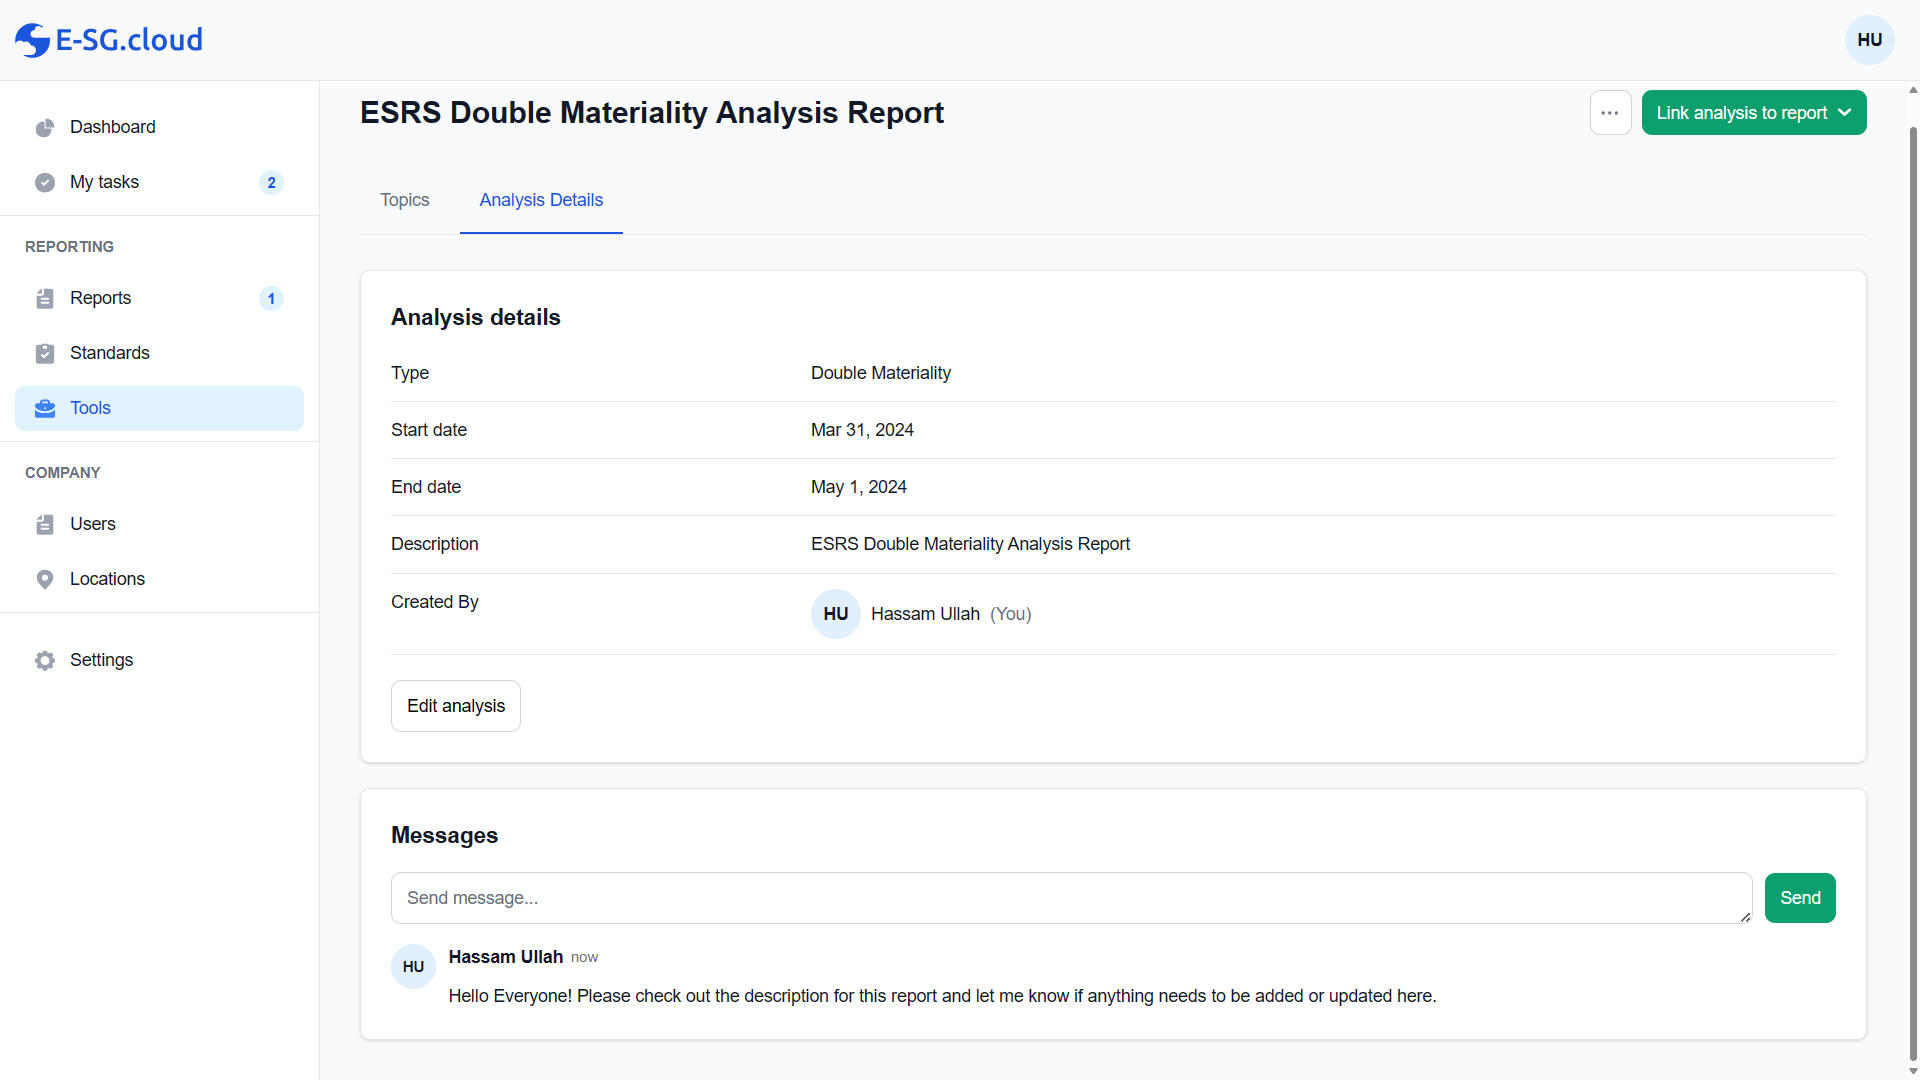 E-SG.cloud
HU
Dashboard
My tasks 2
REPORTING
Reports 1
Standards
Tools
COMPANY
Users
Locations
Settings
ESRS Double Materiality Analysis Report
... Link analysis to report
Topics Analysis Details
Analysis details
Type Double Materiality
Start date Mar 31, 2024
End date May 1, 2024
Description ESRS Double Materiality Analysis Report
Created By HU Hassam Ullah (You)
Edit analysis
Messages
Send message... Send
HU Hassam Ullah now
Hello Everyone! Please check out the description for this report and let me know if anything needs to be added or updated here.